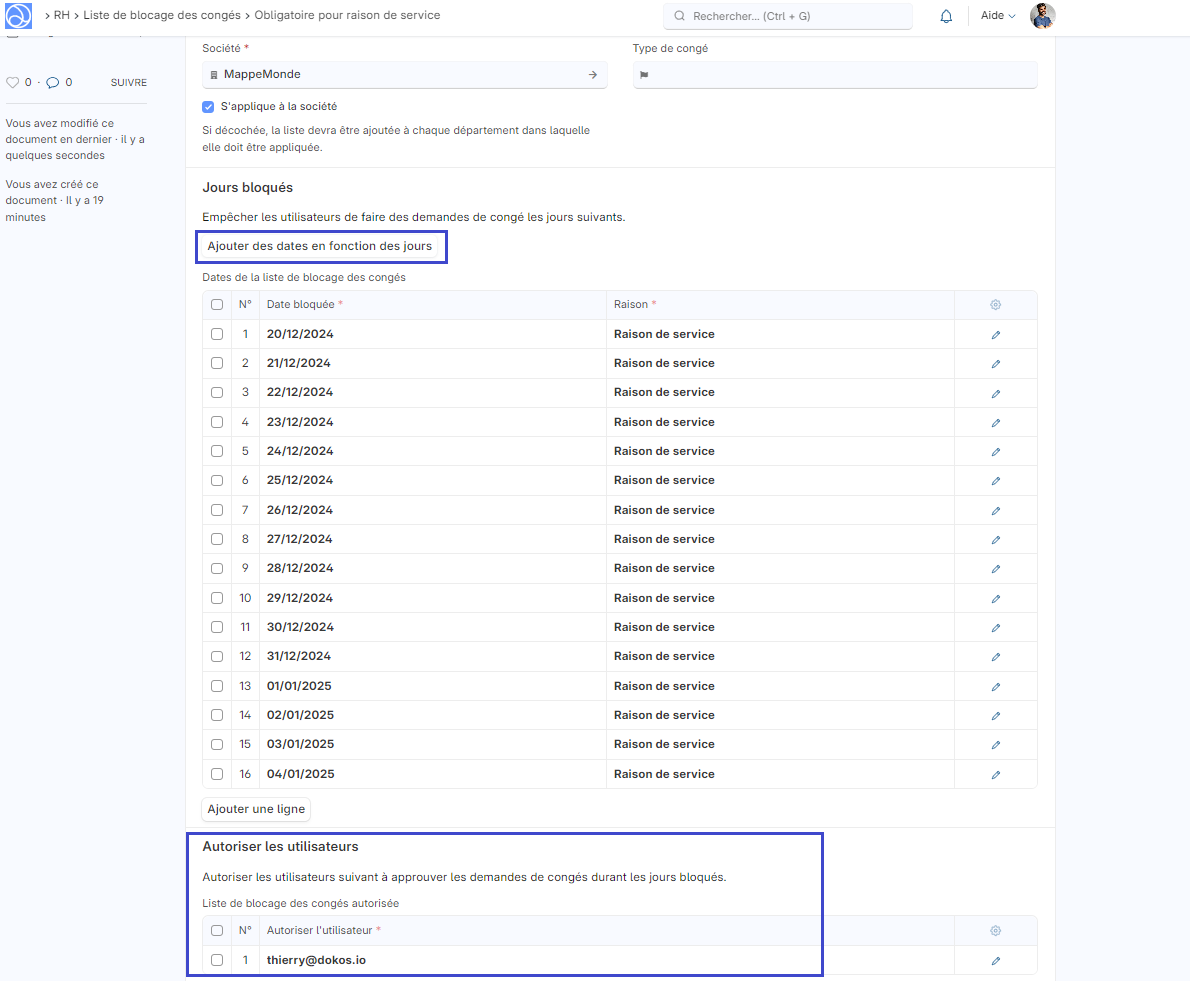 › RH › Liste de blocage des congés › Obligatoire pour raison de service
Rechercher... (Ctrl + G)
Aide
0 · 0 SUIVRE
Vous avez modifié ce
document en dernier · il y a
quelques secondes
Vous avez créé ce
document · Il y a 19
minutes
Société * Type de congé
MappeMonde
S'applique à la société
Si décochée, la liste devra être ajoutée à chaque département dans laquelle
elle doit être appliquée.
Jours bloqués
Empêcher les utilisateurs de faire des demandes de congé les jours suivants.
Ajouter des dates en fonction des jours
Dates de la liste de blocage des congés
N° Date bloquée * Raison *
1 20/12/2024 Raison de service
2 21/12/2024 Raison de service
3 22/12/2024 Raison de service
4 23/12/2024 Raison de service
5 24/12/2024 Raison de service
6 25/12/2024 Raison de service
7 26/12/2024 Raison de service
8 27/12/2024 Raison de service
9 28/12/2024 Raison de service
10 29/12/2024 Raison de service
11 30/12/2024 Raison de service
12 31/12/2024 Raison de service
13 01/01/2025 Raison de service
14 02/01/2025 Raison de service
15 03/01/2025 Raison de service
16 04/01/2025 Raison de service
Ajouter une ligne
Autoriser les utilisateurs
Autoriser les utilisateurs suivant à approuver les demandes de congés durant les jours bloqués.
Liste de blocage des congés autorisée
N° Autoriser l'utilisateur *
1 thierry@dokos.io